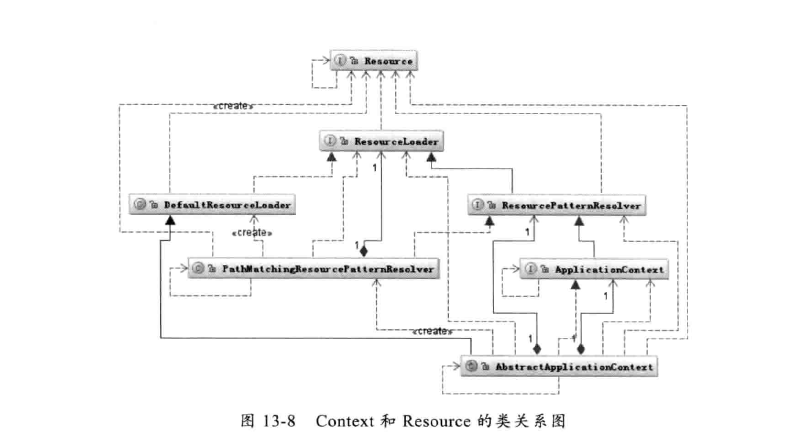 I Resource
«create»
I ResourceLoader
1
C DefaultResourceLoader
I ResourcePatternResolver
«create»
1
1
C PathMatchingResourcePatternResolver
I ApplicationContext
1
«create»
1
1
C AbstractApplicationContext
图 13-8 Context 和 Resource 的类关系图